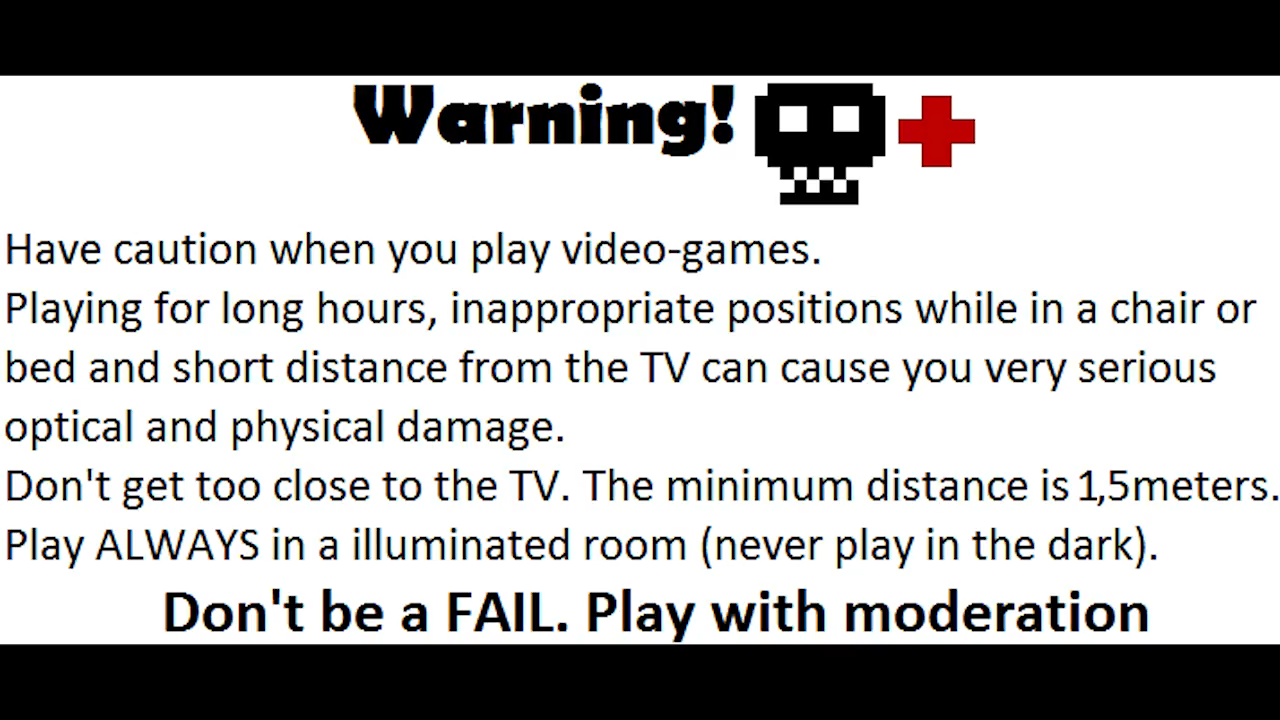 Warning!
Have caution when you play video-games.
Playing for long hours, inappropriate positions while in a chair or
bed and short distance from the TV can cause you very serious
optical and physical damage.
Don't get too close to the TV. The minimum distance is 1,5meters.
Play ALWAYS in a illuminated room (never play in the dark).
Don't be a FAIL. Play with moderation